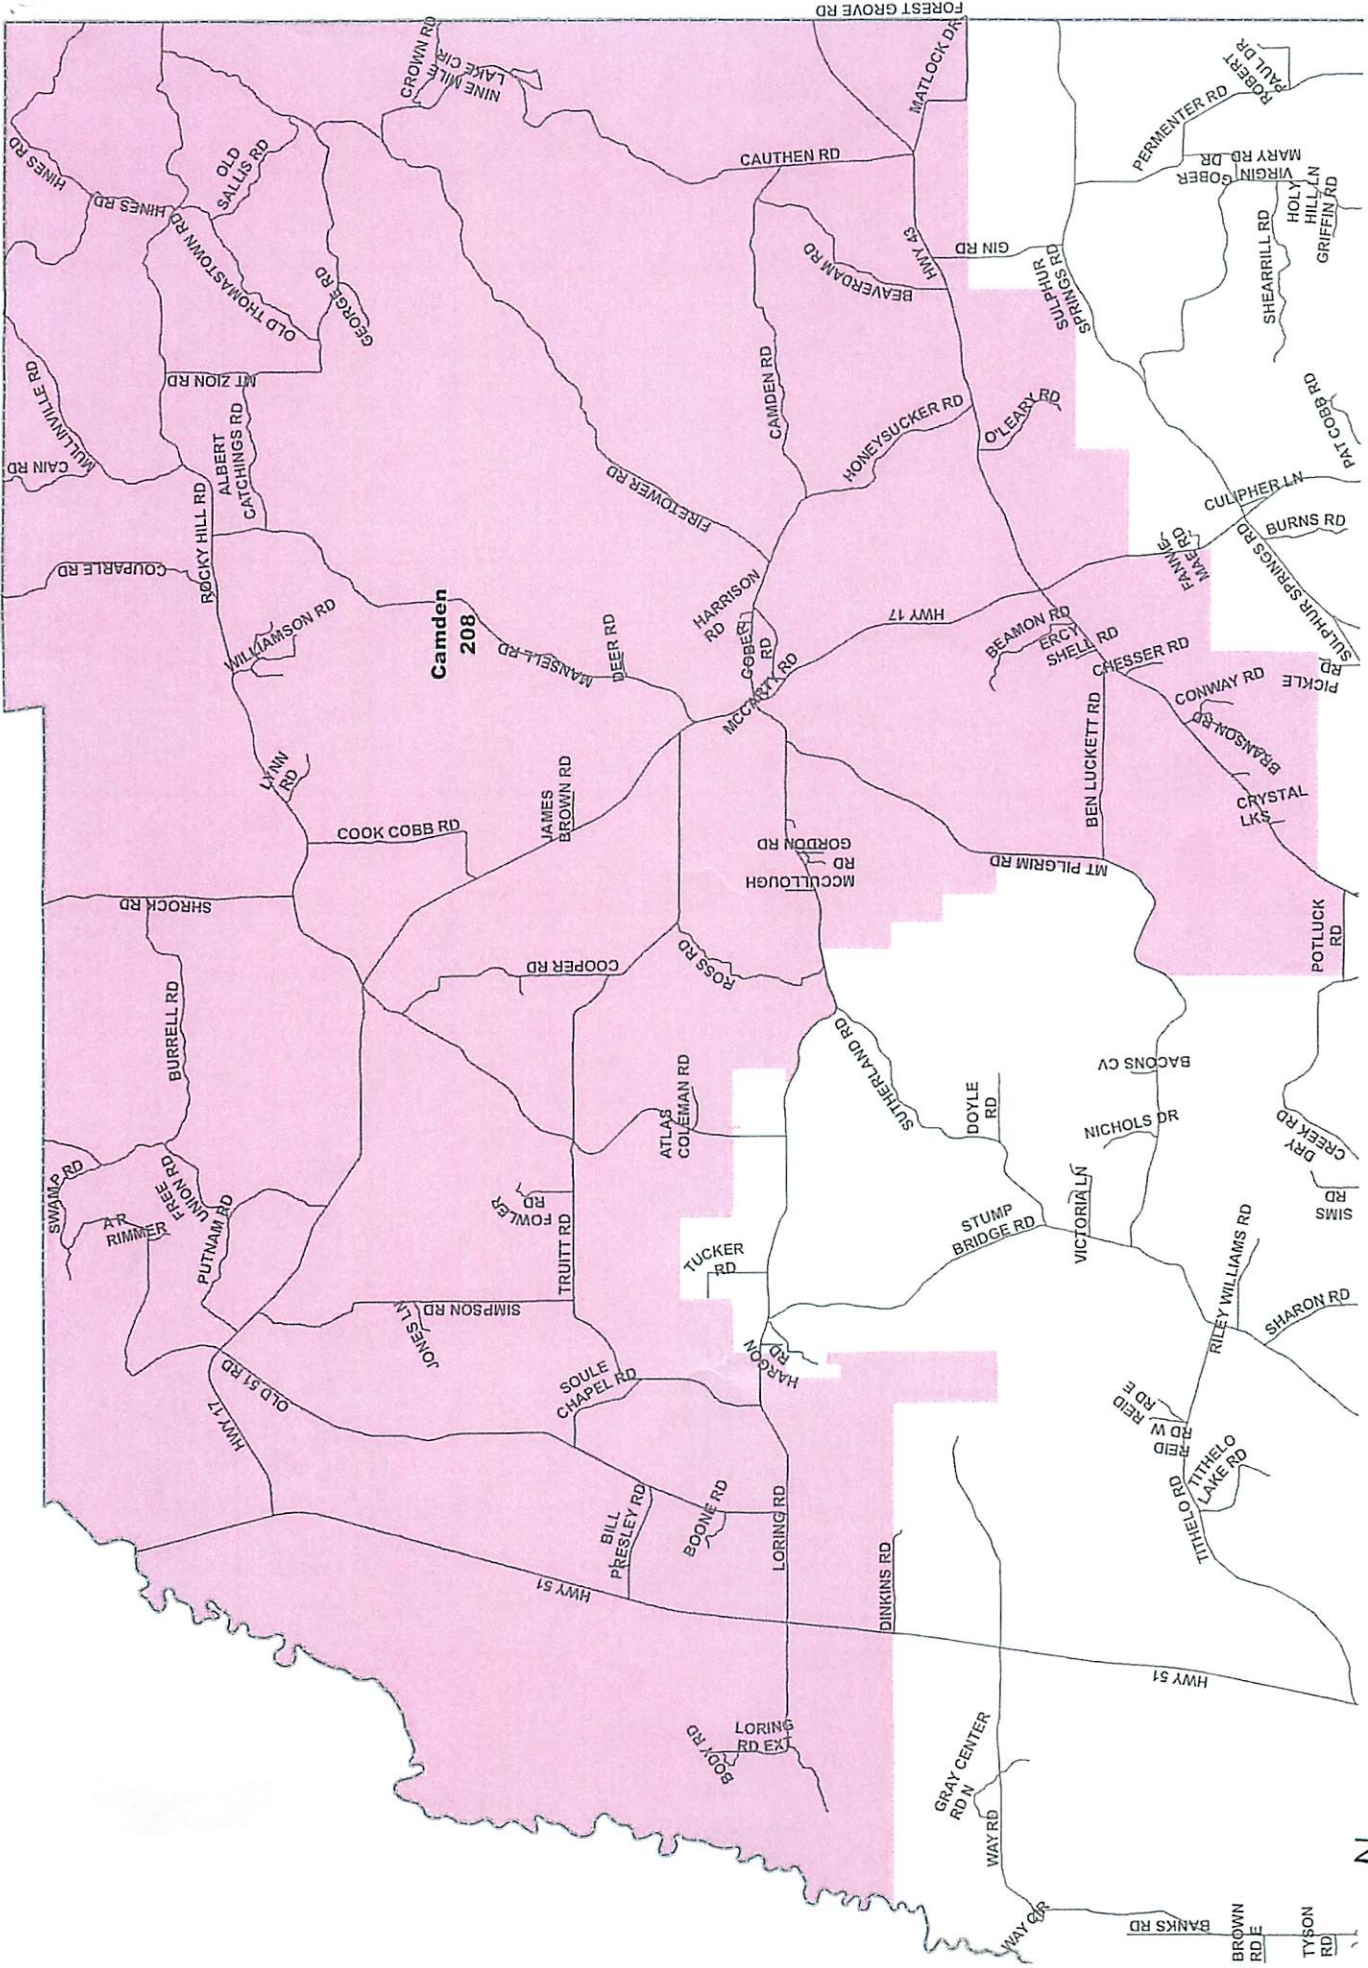 FOREST GROVE RD
CROWN RD
NINE MILE
LAKE CIR
MATLOCK DR
HINES RD
OLD
SALLIS RD
HINES RD
CAUTHEN RD
PERMENTER RD
ROBERT
PAUL DR
MARY RD
VIRGIN
GOBER
DR
HOLY
HILL LN
GRIFFIN RD
OLD THOMASTOWN RD
GEORGE RD
BEAVERDAM RD
HWY 43
GIN RD
SULPHUR
SPRINGS RD
SHEARRILL RD
MULLINVILLE RD
CAIN RD
MT ZION RD
ALBERT
CATCHINGS RD
CAMDEN RD
HONEYSUCKER RD
O'LEARY RD
PAT COBB RD
ROCKY HILL RD
FIRETOWER RD
CULIPHER LN
BURNS RD
COUPARLE RD
FANNIE
MAE RD
SULPHUR SPRINGS RD
WILLIAMSON RD
Camden
208
MANSELL RD
DEER RD
HARRISON
RD
GOBER
RD
MCCARTY RD
HWY 17
BEAMON RD
ERCY
SHELL RD
CHESSER RD
PICKLE
RD
CONWAY RD
BRANSON RD
LYNN
RD
COOK COBB RD
JAMES
BROWN RD
BEN LUCKETT RD
CRYSTAL
LKS
GORDON RD
MCCULLOUGH
RD
MT PILGRIM RD
SHROCK RD
BURRELL RD
COOPER RD
ROSS RD
POTLUCK
RD
SUTHERLAND RD
ATLAS
COLEMAN RD
DOYLE
RD
BACONS CV
NICHOLS DR
DRY
CREEK RD
SWAMP RD
FREE
UNION RD
A R
RIMMER
PUTNAM RD
FOWLER
RD
TRUITT RD
TUCKER
RD
STUMP
BRIDGE RD
VICTORIA LN
SIMS
RD
SIMPSON RD
JONES LN
HARGON
RD
RILEY WILLIAMS RD
SHARON RD
OLD 51 RD
HWY 17
SOULE
CHAPEL RD
REID
RD E
REID
RD W
TITHELO
LAKE RD
TITHELO RD
BILL
PRESLEY RD
BOONE RD
LORING RD
HWY 51
DINKINS RD
HWY 51
BODY RD
LORING
RD EXT
GRAY CENTER
RD N
WAY RD
WAY CIR
BANKS RD
BROWN
RD E
TYSON
RD
N